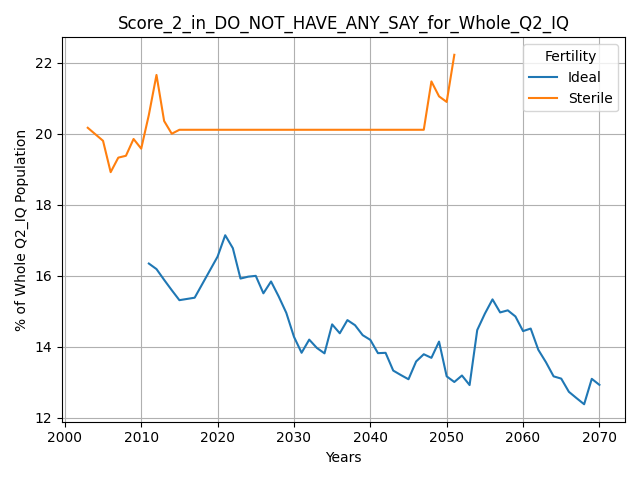 Score_2_in_DO_NOT_HAVE_ANY_SAY_for_Whole_Q2_IQ
Fertility
Ideal
Sterile
% of Whole Q2_IQ Population
22
20
18
16
14
12
2000 2010 2020 2030 2040 2050 2060 2070
Years